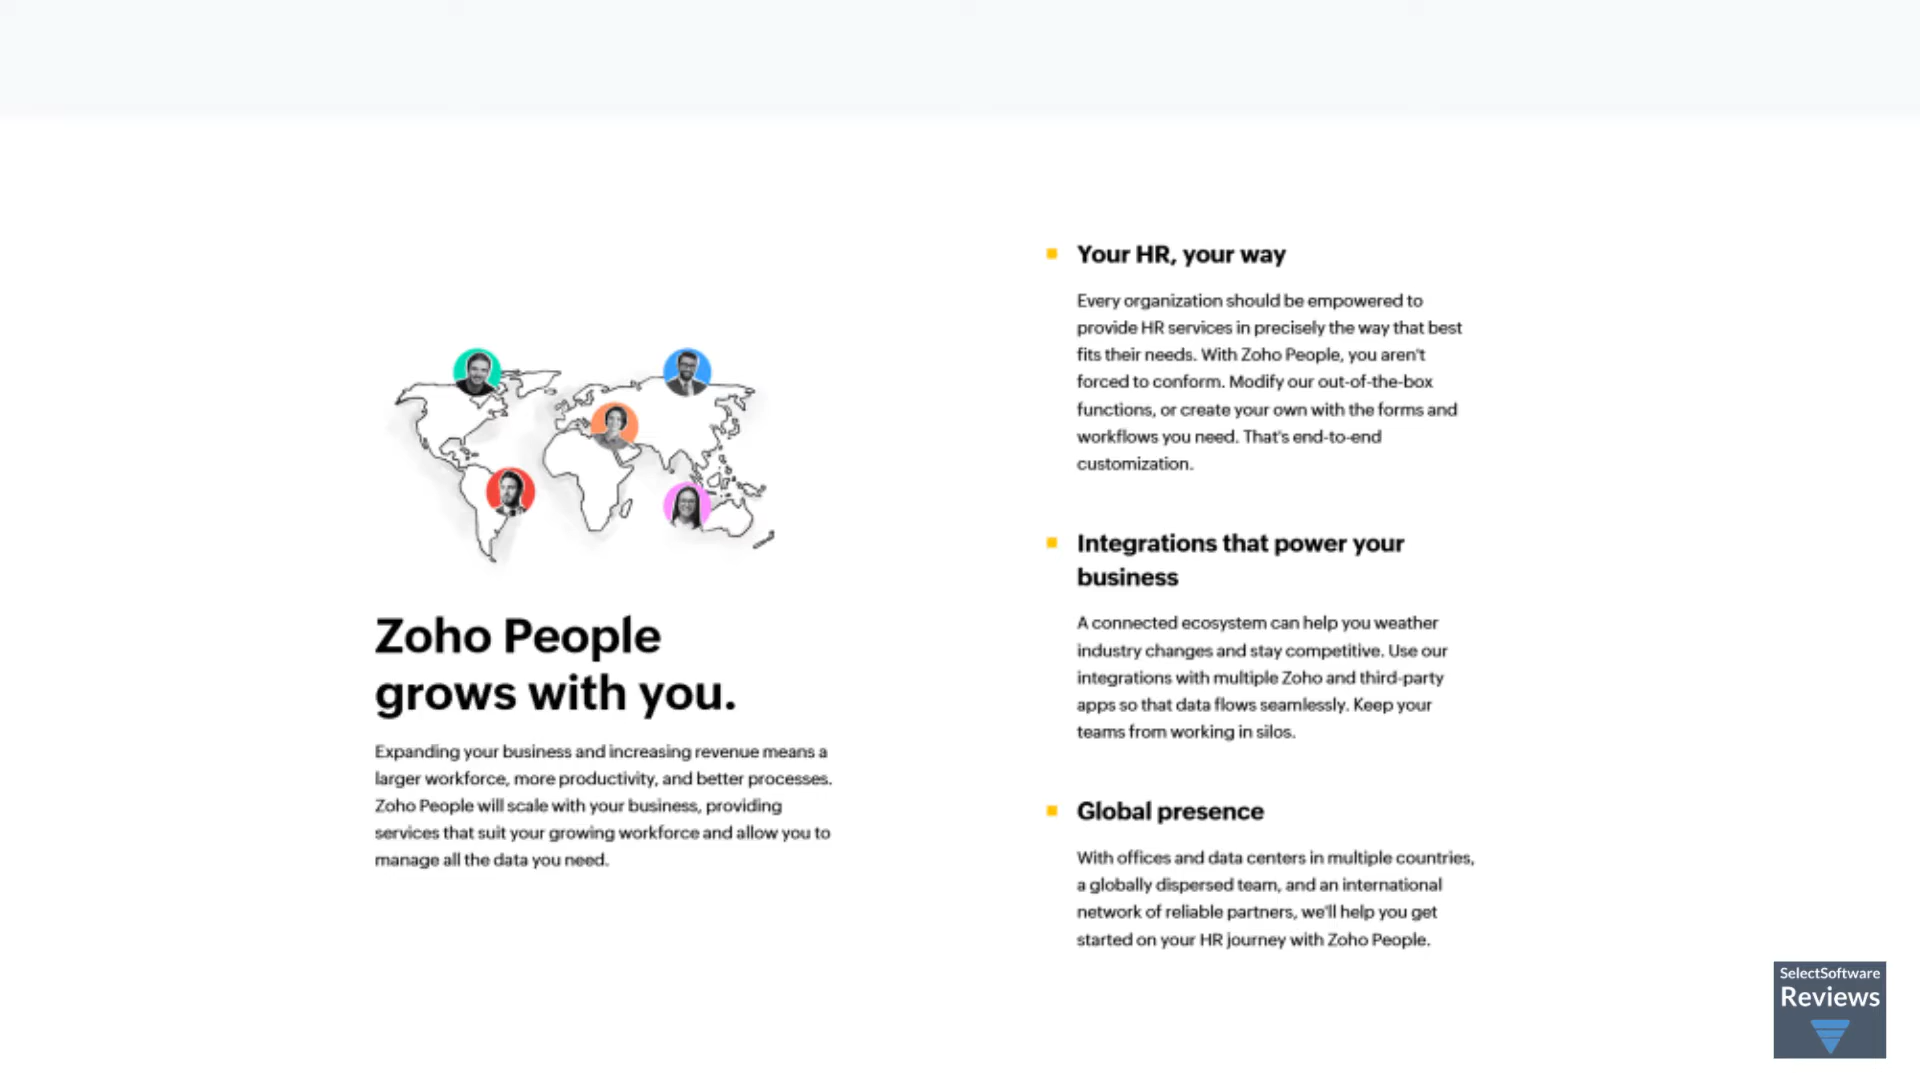 Zoho People
grows with you.
Expanding your business and increasing revenue means a
larger workforce, more productivity, and better processes.
Zoho People will scale with your business, providing
services that suit your growing workforce and allow you to
manage all the data you need.
Your HR, your way
Every organization should be empowered to
provide HR services in precisely the way that best
fits their needs. With Zoho People, you aren't
forced to conform. Modify our out-of-the-box
functions, or create your own with the forms and
workflows you need. That's end-to-end
customization.
Integrations that power your
business
A connected ecosystem can help you weather
industry changes and stay competitive. Use our
integrations with multiple Zoho and third-party
apps so that data flows seamlessly. Keep your
teams from working in silos.
Global presence
With offices and data centers in multiple countries,
a globally dispersed team, and an international
network of reliable partners, we'll help you get
started on your HR journey with Zoho People.
SelectSoftware
Reviews